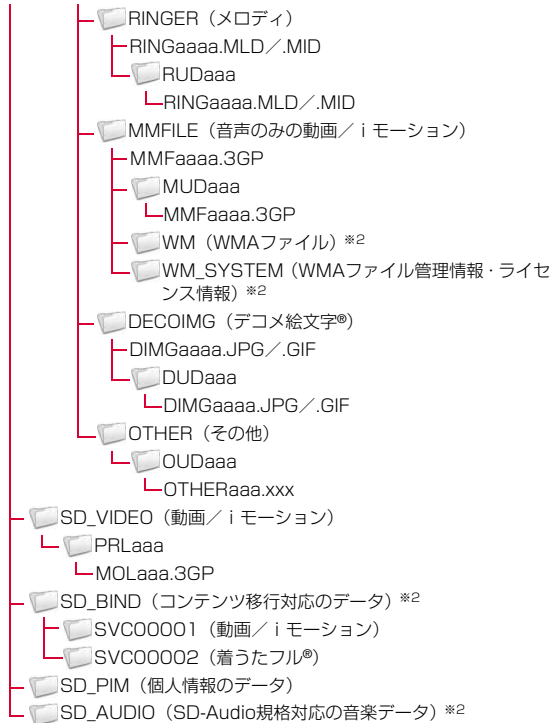 RINGER（メロディ）
RINGaaaa.MLD／.MID
RUDaaa
RINGaaaa.MLD／.MID
MMFILE（音声のみの動画／ｉモーション）
MMFaaaa.3GP
MUDaaa
MMFaaaa.3GP
WM（WMAファイル）※2
WM_SYSTEM（WMAファイル管理情報・ライセ
ンス情報）※2
DECOIMG（デコメ絵文字®）
DIMGaaaa.JPG／.GIF
DUDaaa
DIMGaaaa.JPG／.GIF
OTHER（その他）
OUDaaa
OTHERaaa.xxx
SD_VIDEO（動画／ｉモーション）
PRLaaa
MOLaaa.3GP
SD_BIND（コンテンツ移行対応のデータ）※2
SVC00001（動画／ｉモーション）
SVC00002（着うたフル®）
SD_PIM（個人情報のデータ）
SD_AUDIO（SD-Audio規格対応の音楽データ）※2